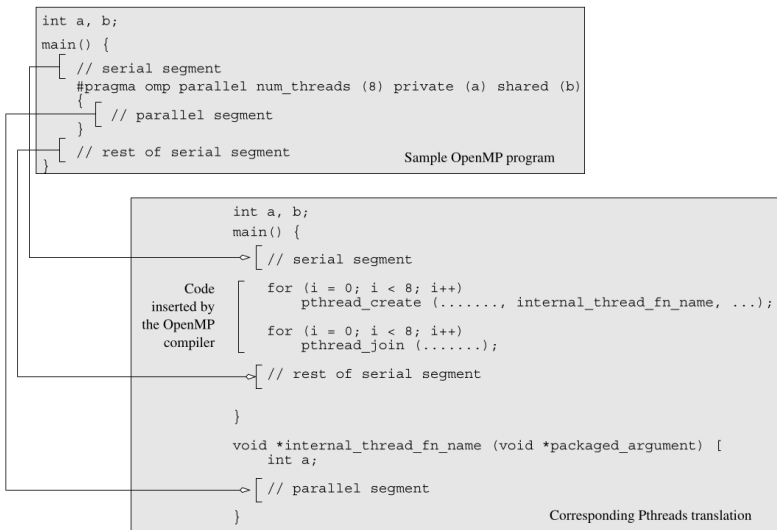 int a, b;
main() {
// serial segment
#pragma omp parallel num_threads (8) private (a) shared (b)
{
// parallel segment
}
// rest of serial segment
}
Sample OpenMP program
int a, b;
main() {
// serial segment
Code
inserted by
the OpenMP
compiler
for (i = 0; i < 8; i++)
pthread_create (......., internal_thread_fn_name, ...);
for (i = 0; i < 8; i++)
pthread_join (.......);
// rest of serial segment
}
void *internal_thread_fn_name (void *packaged_argument) [
int a;
// parallel segment
}
Corresponding Pthreads translation